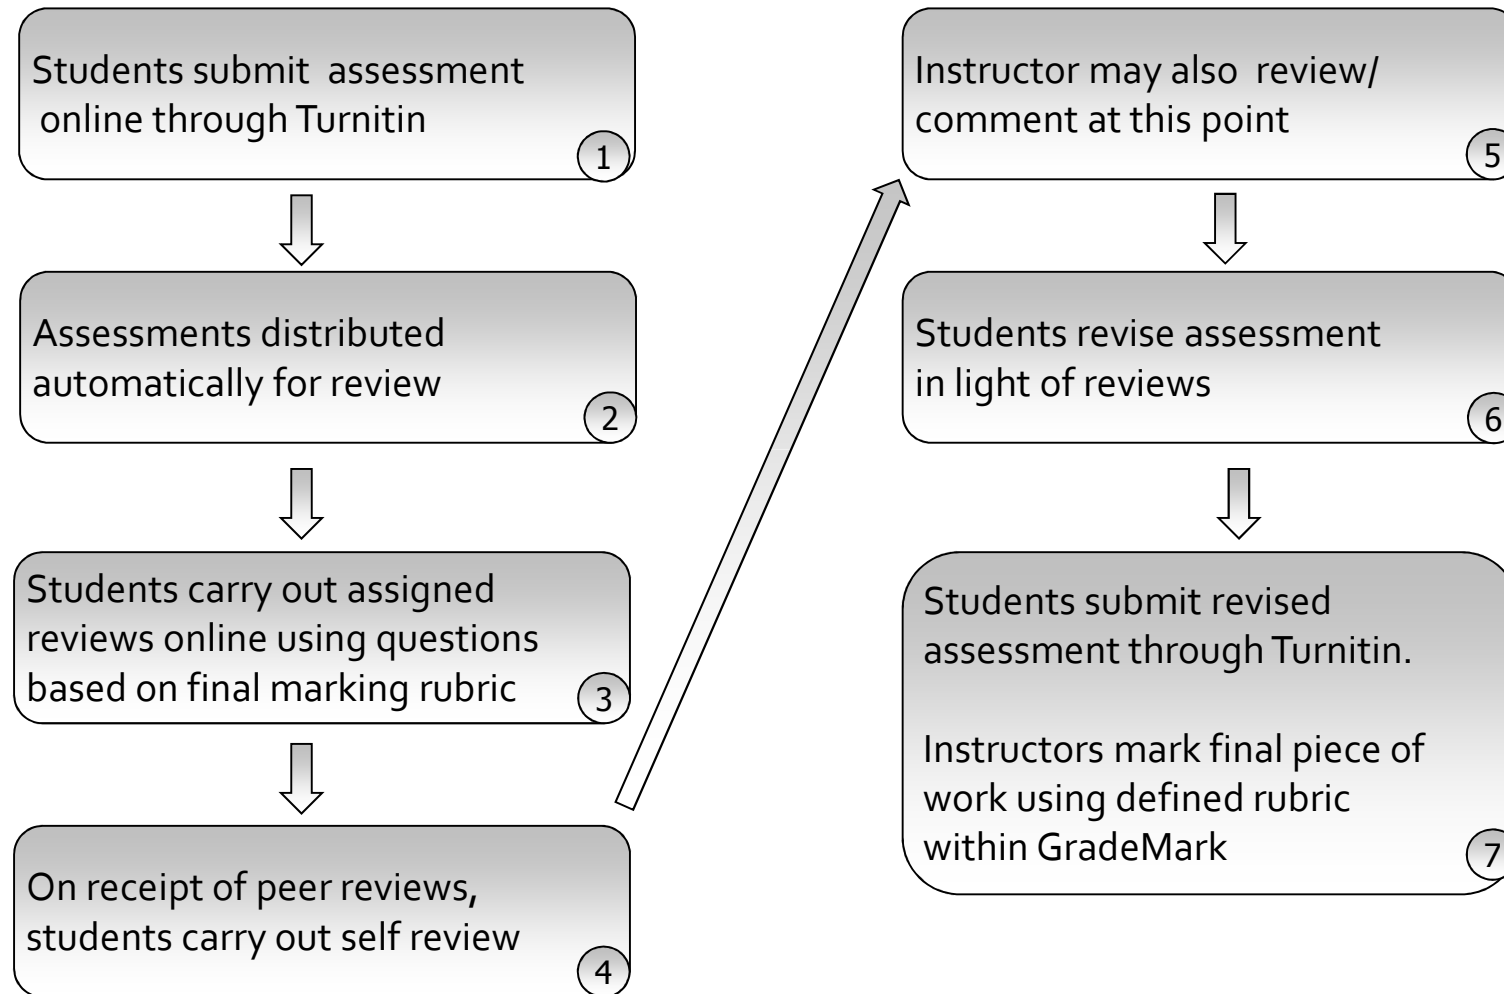 Students submit assessment
online through Turnitin
1
Assessments distributed
automatically for review
2
Students carry out assigned
reviews online using questions
based on final marking rubric
3
On receipt of peer reviews,
students carry out self review
4
Instructor may also review/
comment at this point
5
Students revise assessment
in light of reviews
6
Students submit revised
assessment through Turnitin.
Instructors mark final piece of
work using defined rubric
within GradeMark
7